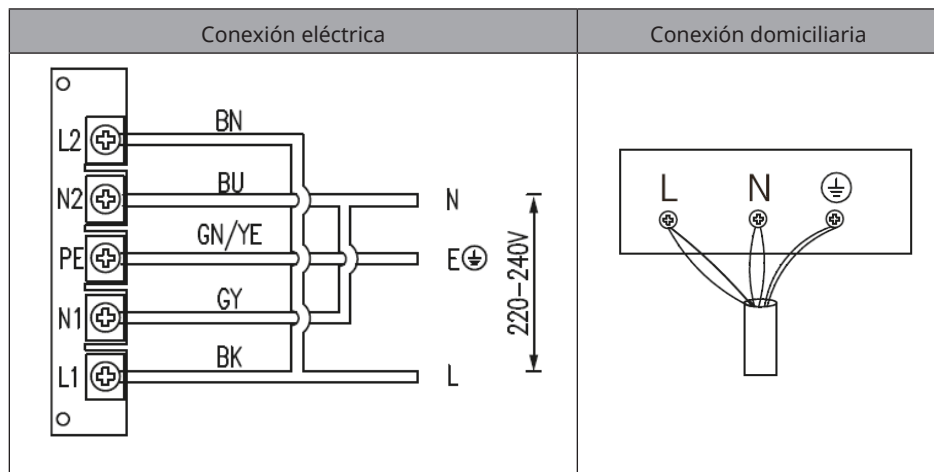 Conexión eléctrica
Conexión domiciliaria
L2 BN
N2 BU N
PE GN/YE E
N1 GY
L1 BK L
220-240V
L N